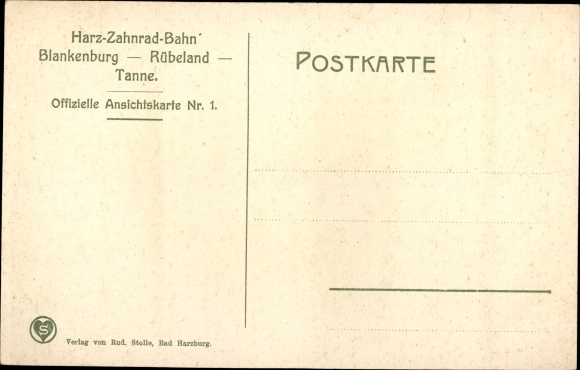 Harz-Zahnrad-Bahn
Blankenburg — Rübeland —
Tanne.
Offizielle Ansichtskarte Nr. 1.
POSTKARTE
S
Verlag von Rud. Stolle, Bad Harzburg.